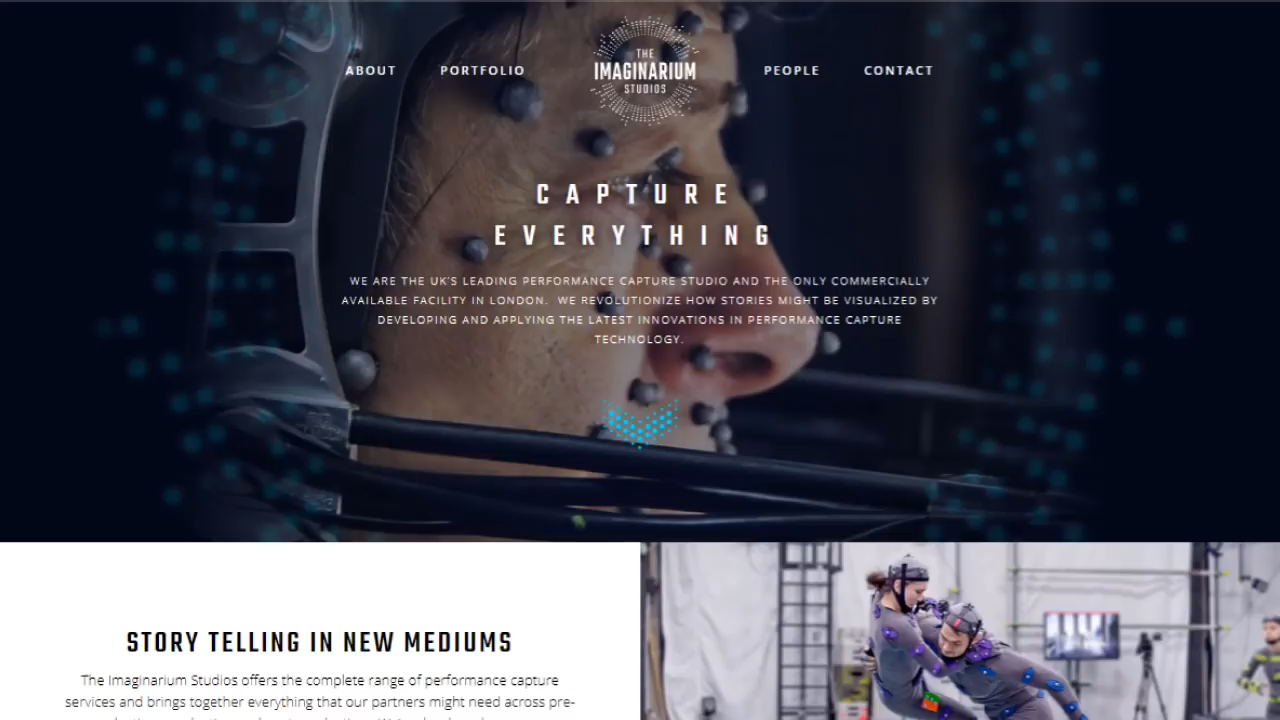 ABOUT PORTFOLIO THE IMAGINARIUM STUDIOS PEOPLE CONTACT
CAPTURE
EVERYTHING
WE ARE THE UK'S LEADING PERFORMANCE CAPTURE STUDIO AND THE ONLY COMMERCIALLY
AVAILABLE FACILITY IN LONDON. WE REVOLUTIONIZE HOW STORIES MIGHT BE VISUALIZED BY
DEVELOPING AND APPLYING THE LATEST INNOVATIONS IN PERFORMANCE CAPTURE
TECHNOLOGY.
STORY TELLING IN NEW MEDIUMS
The Imaginarium Studios offers the complete range of performance capture
services and brings together everything that our partners might need across pre-